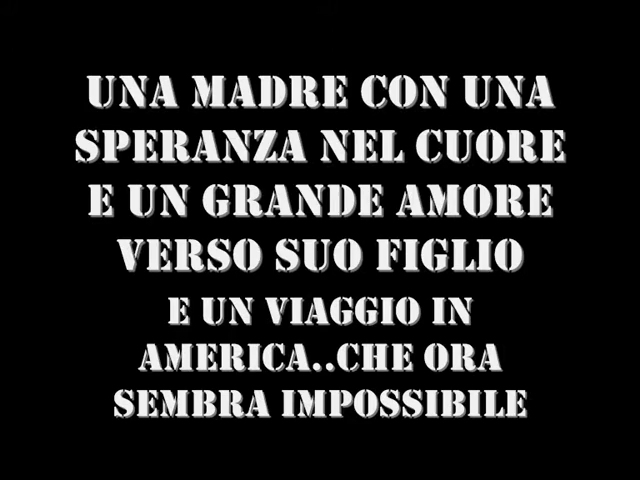 UNA MADRE CON UNA
SPERANZA NEL CUORE
E UN GRANDE AMORE
VERSO SUO FIGLIO
E UN VIAGGIO IN
AMERICA..CHE ORA
SEMBRA IMPOSSIBILE